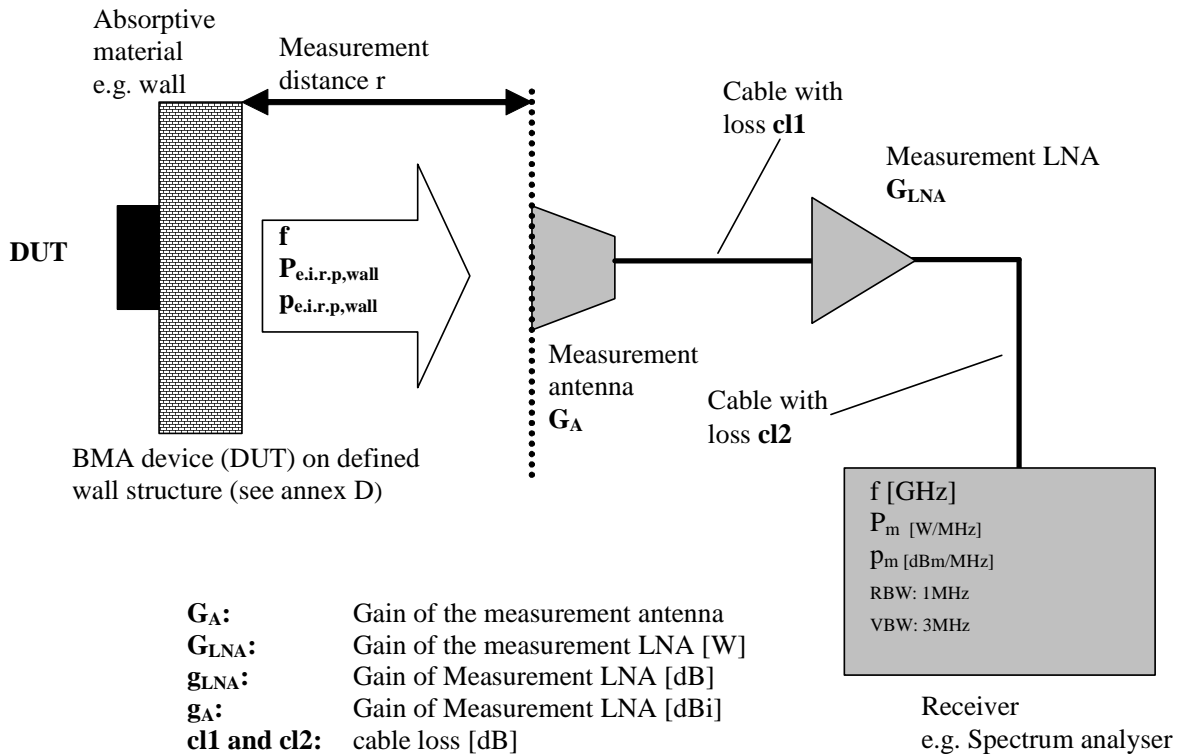 Absorptive
material
e.g. wall
Measurement
distance r
Cable with
loss cl1
Measurement LNA
GLNA
DUT
f
Pe.i.r.p,wall
pe.i.r.p,wall
Measurement
antenna
GA
Cable with
loss cl2
BMA device (DUT) on defined
wall structure (see annex D)
f [GHz]
Pm [W/MHz]
pm [dBm/MHz]
RBW: 1MHz
VBW: 3MHz
GA: Gain of the measurement antenna
GLNA: Gain of the measurement LNA [W]
gLNA: Gain of Measurement LNA [dB]
gA: Gain of Measurement LNA [dBi]
cl1 and cl2: cable loss [dB]
Receiver
e.g. Spectrum analyser